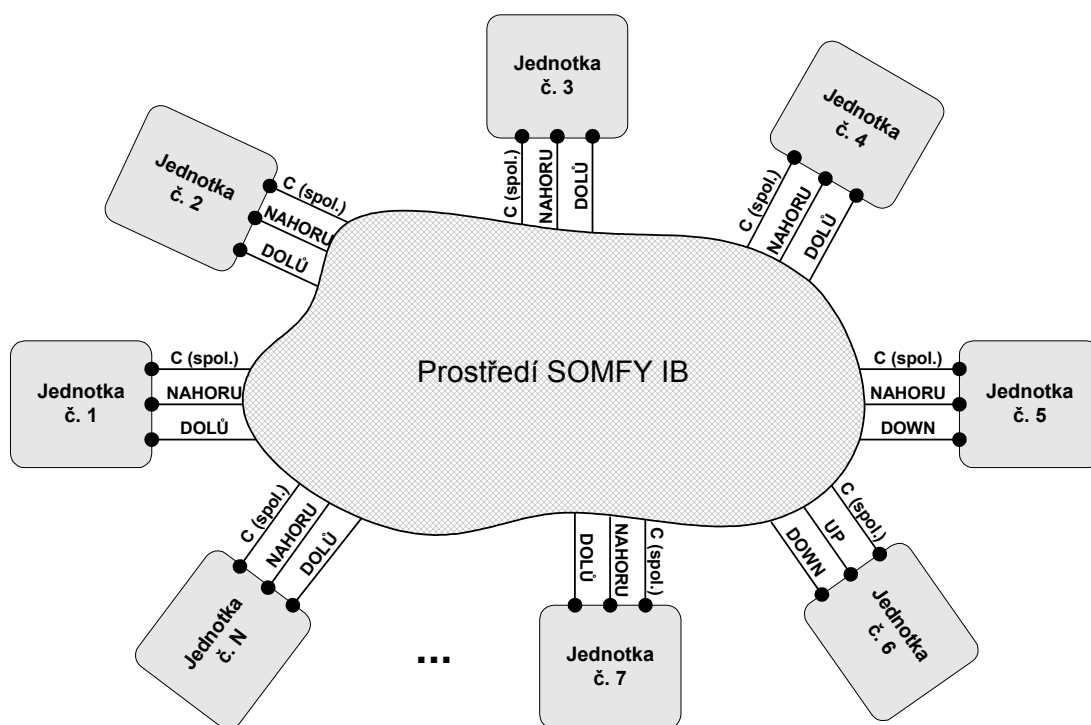 Jednotka
č. 3
C (spol.)
NAHORU
DOLŮ
Jednotka
č. 4
C (spol.)
NAHORU
DOLŮ
Jednotka
č. 2
C (spol.)
NAHORU
DOLŮ
Prostředí SOMFY IB
Jednotka
č. 1
C (spol.)
NAHORU
DOLŮ
Jednotka
č. 5
C (spol.)
NAHORU
DOWN
Jednotka
č. N
C (spol.)
NAHORU
DOLŮ
...
Jednotka
č. 7
DOLŮ
NAHORU
C (spol.)
Jednotka
č. 6
C (spol.)
UP
DOWN